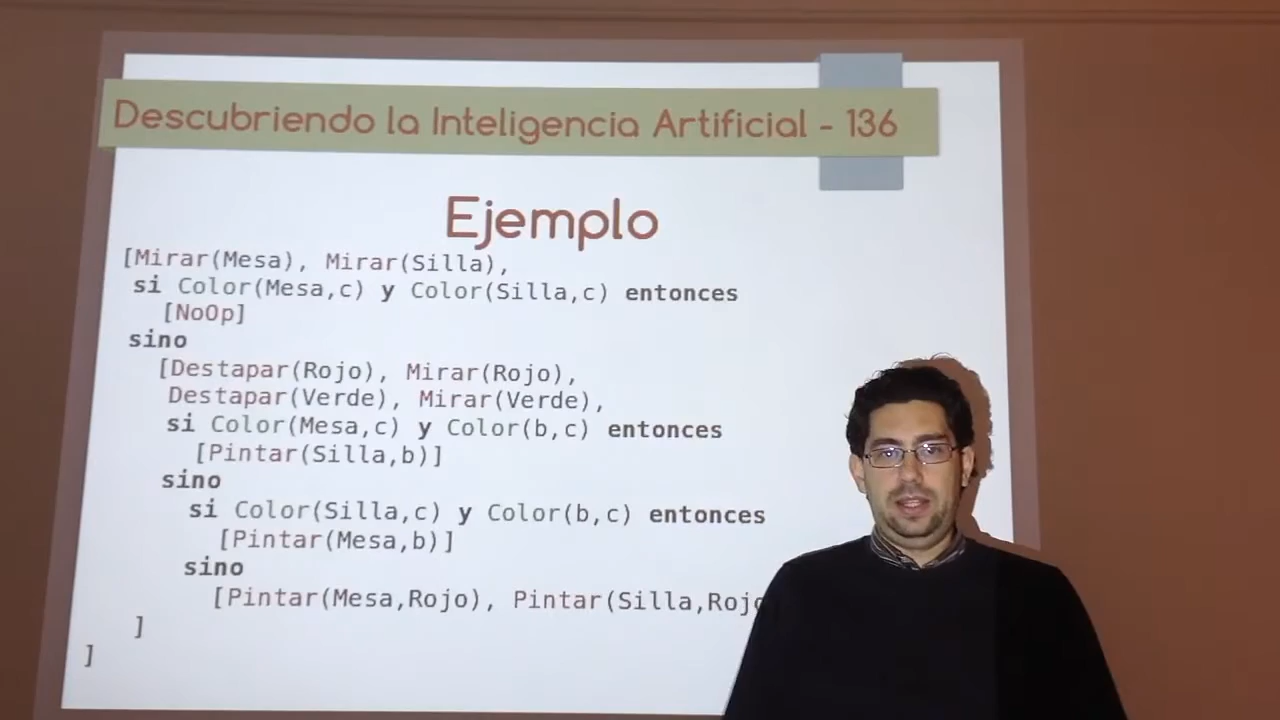 Descubriendo la Inteligencia Artificial - 136
Ejemplo
[Mirar(Mesa), Mirar(Silla),
si Color(Mesa,c) y Color(Silla,c) entonces
[NoOp]
sino
[Destapar(Rojo), Mirar(Rojo),
Destapar(Verde), Mirar(Verde),
si Color(Mesa,c) y Color(b,c) entonces
[Pintar(Silla,b)]
sino
si Color(Silla,c) y Color(b,c) entonces
[Pintar(Mesa,b)]
sino
[Pintar(Mesa,Rojo), Pintar(Silla,Rojo
]
]